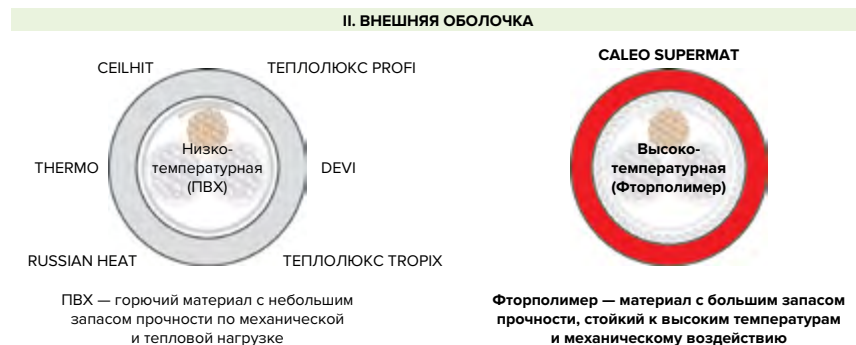 II. ВНЕШНЯЯ ОБОЛОЧКА
CEILHIT
ТЕПЛОЛЮКС PROFI
THERMO
Низко-
температурная
(ПВХ)
DEVI
RUSSIAN HEAT
ТЕПЛОЛЮКС TROPIX
ПВХ — горючий материал с небольшим
запасом прочности по механической
и тепловой нагрузке
CALEO SUPERMAT
Высоко-
температурная
(Фторполимер)
Фторполимер — материал с большим запасом
прочности, стойкий к высоким температурам
и механическому воздействию